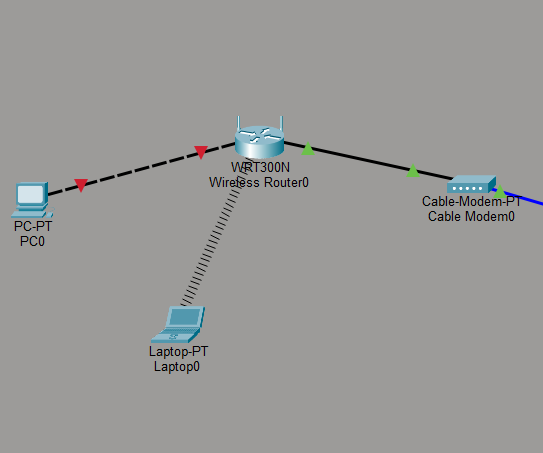 WRT300N
Wireless Router0
Cable-Modem-PT
Cable Modem0
PC-PT
PC0
Laptop-PT
Laptop0